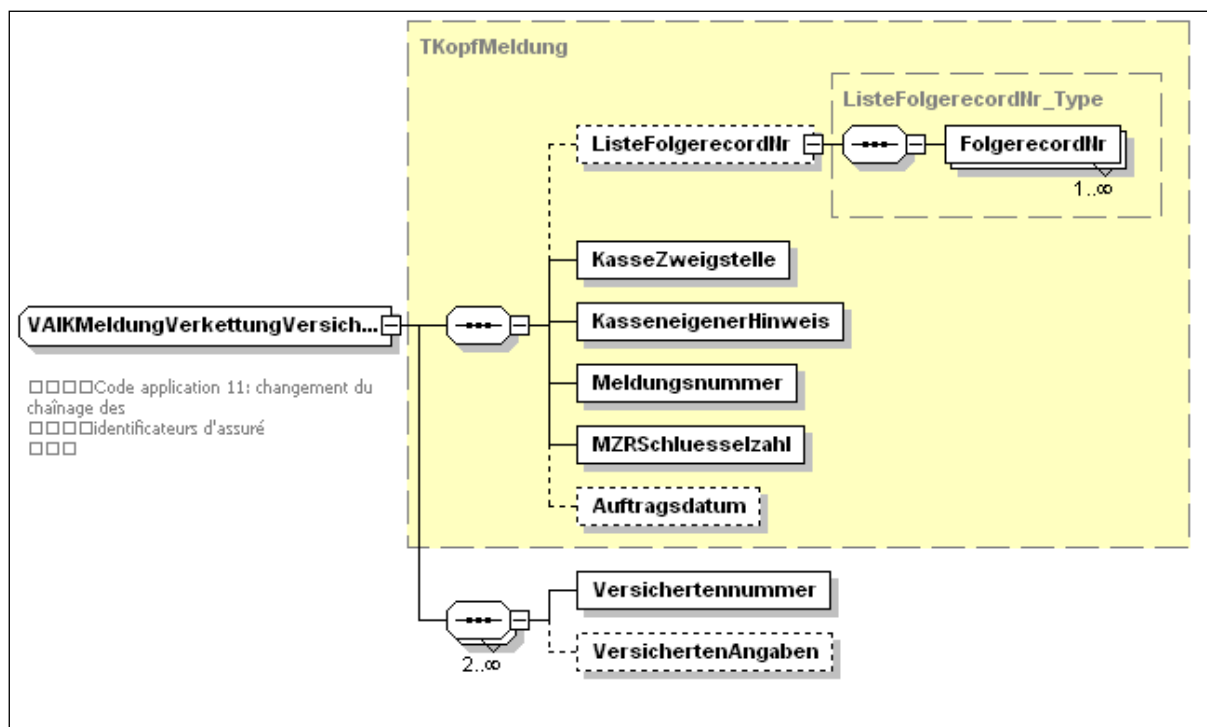 TKopfMeldung
ListeFolgerecordNr_Type
ListeFolgerecordNr
FolgerecordNr
1..∞
KasseZweigstelle
KasseneigenerHinweis
VAIKMeldungVerkettungVersich...
Meldungsnummer
□□□□Code application 11: changement du
chaînage des
□□□□identificateurs d'assuré
□□□
MZRSchluesselzahl
Auftragsdatum
Versichertennummer
2..∞
VersichertenAngaben